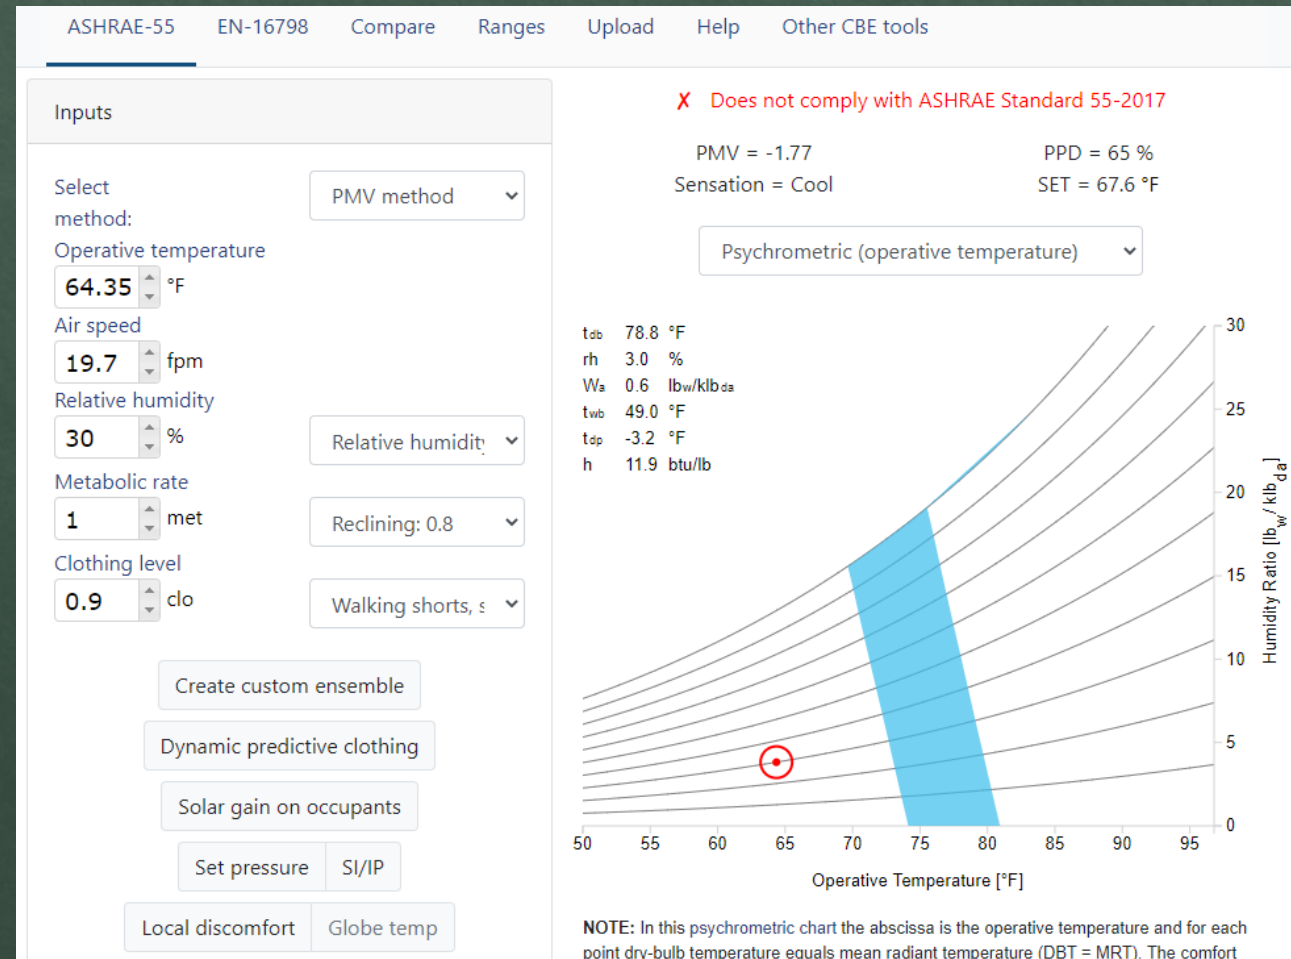 ASHRAE-55 EN-16798 Compare Ranges Upload Help Other CBE tools
Inputs
Select method:
PMV method
Operative temperature
64.35 °F
Air speed
19.7 fpm
Relative humidity
30 %
Relative humidity
Metabolic rate
1 met
Reclining: 0.8
Clothing level
0.9 clo
Walking shorts, s
Create custom ensemble
Dynamic predictive clothing
Solar gain on occupants
Set pressure SI/IP
Local discomfort Globe temp
✗ Does not comply with ASHRAE Standard 55-2017
PMV = -1.77 PPD = 65 %
Sensation = Cool SET = 67.6 °F
Psychrometric (operative temperature)
tdb 78.8 °F
rh 3.0 %
Wa 0.6 lbw/klbda
twb 49.0 °F
tdp -3.2 °F
h 11.9 btu/lb
30
25
20
15
10
5
0
Humidity Ratio [lbw / klbda]
50 55 60 65 70 75 80 85 90 95
Operative Temperature [°F]
NOTE: In this psychrometric chart the abscissa is the operative temperature and for each
point dry-bulb temperature equals mean radiant temperature (DBT = MRT). The comfort